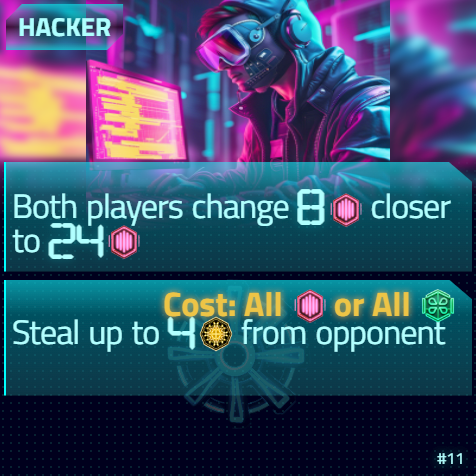 HACKER
Both players change 8 closer
to 24
Cost: All or All
Steal up to 4 from opponent
#11